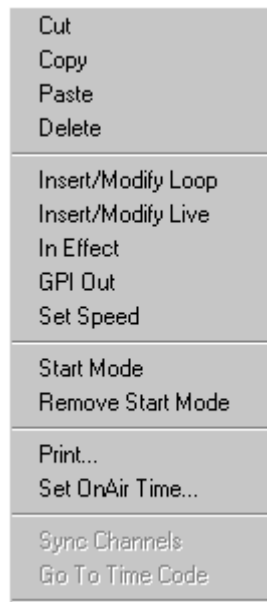 Cut
Copy
Paste
Delete
Insert/Modify Loop
Insert/Modify Live
In Effect
GPI Out
Set Speed
Start Mode
Remove Start Mode
Print...
Set OnAir Time...
Sync Channels
Go To Time Code